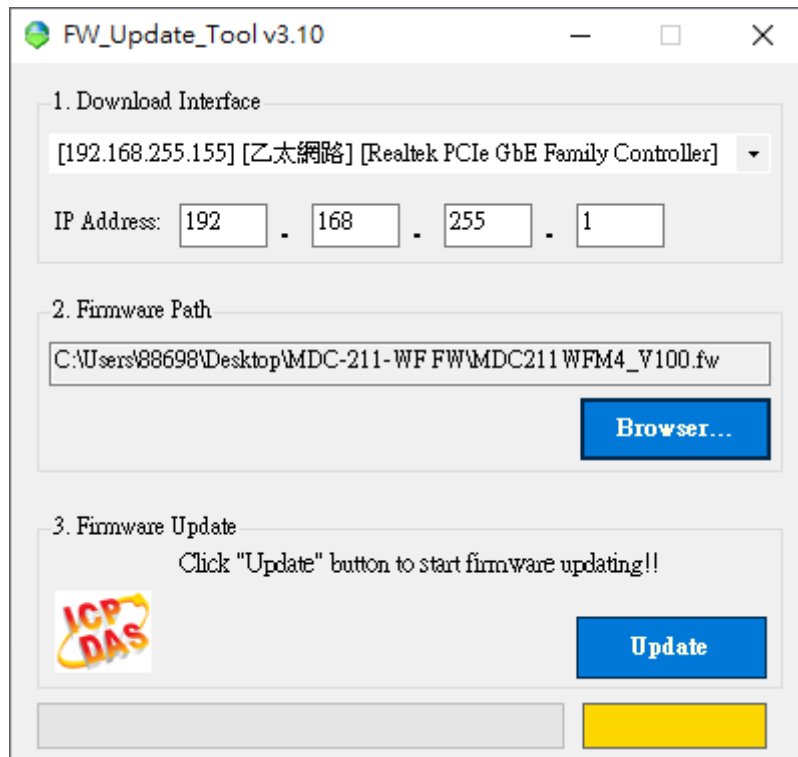 FW_Update_Tool v3.10
1. Download Interface
[192.168.255.155] [乙太網路] [Realtek PCIe GbE Family Controller]
IP Address: 192 . 168 . 255 . 1
2. Firmware Path
C:\Users\88698\Desktop\MDC-211-WF FW\MDC211WFM4_V100.fw
Browser...
3. Firmware Update
Click "Update" button to start firmware updating!!
ICP
DAS
Update